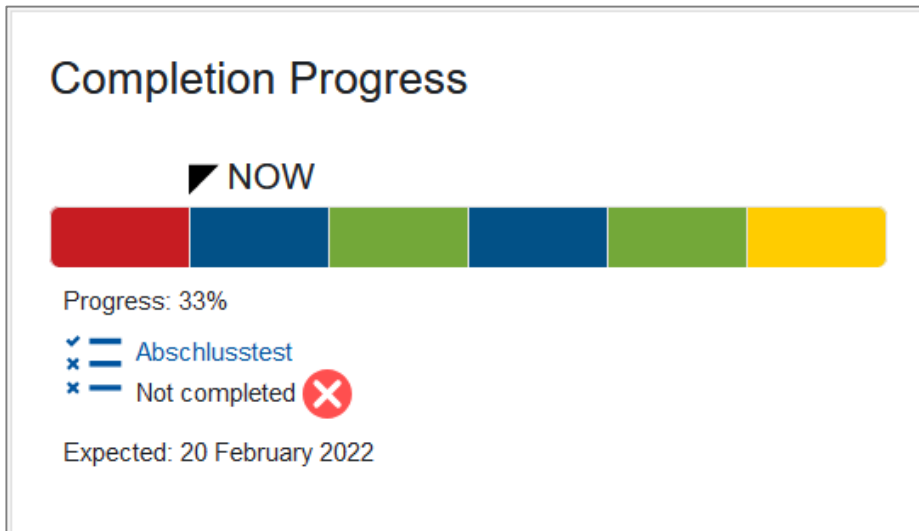 Completion Progress
NOW
Progress: 33%
Abschlusstest
Not completed
Expected: 20 February 2022